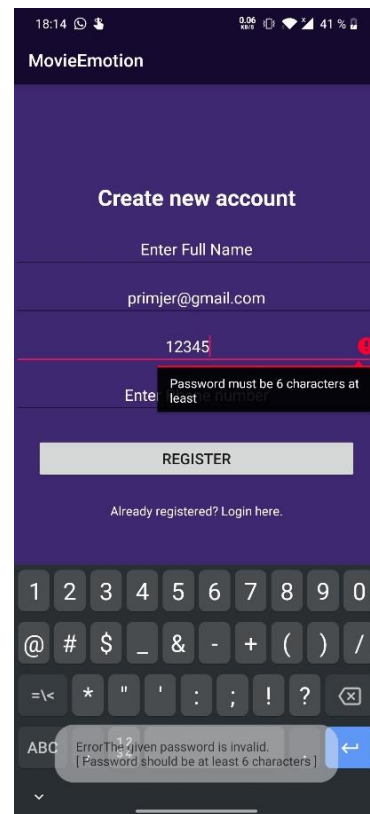 18:14 0.06 KB/S 41 %
MovieEmotion
Create new account
Enter Full Name
primjer@gmail.com
12345
Password must be 6 characters at
least
Enter number
REGISTER
Already registered? Login here.
1 2 3 4 5 6 7 8 9 0
@ # $ _ & - + ( ) /
=\< * " ' : ; ! ?
ABC , 12 34 .
ErrorThe given password is invalid.
[ Password should be at least 6 characters ]